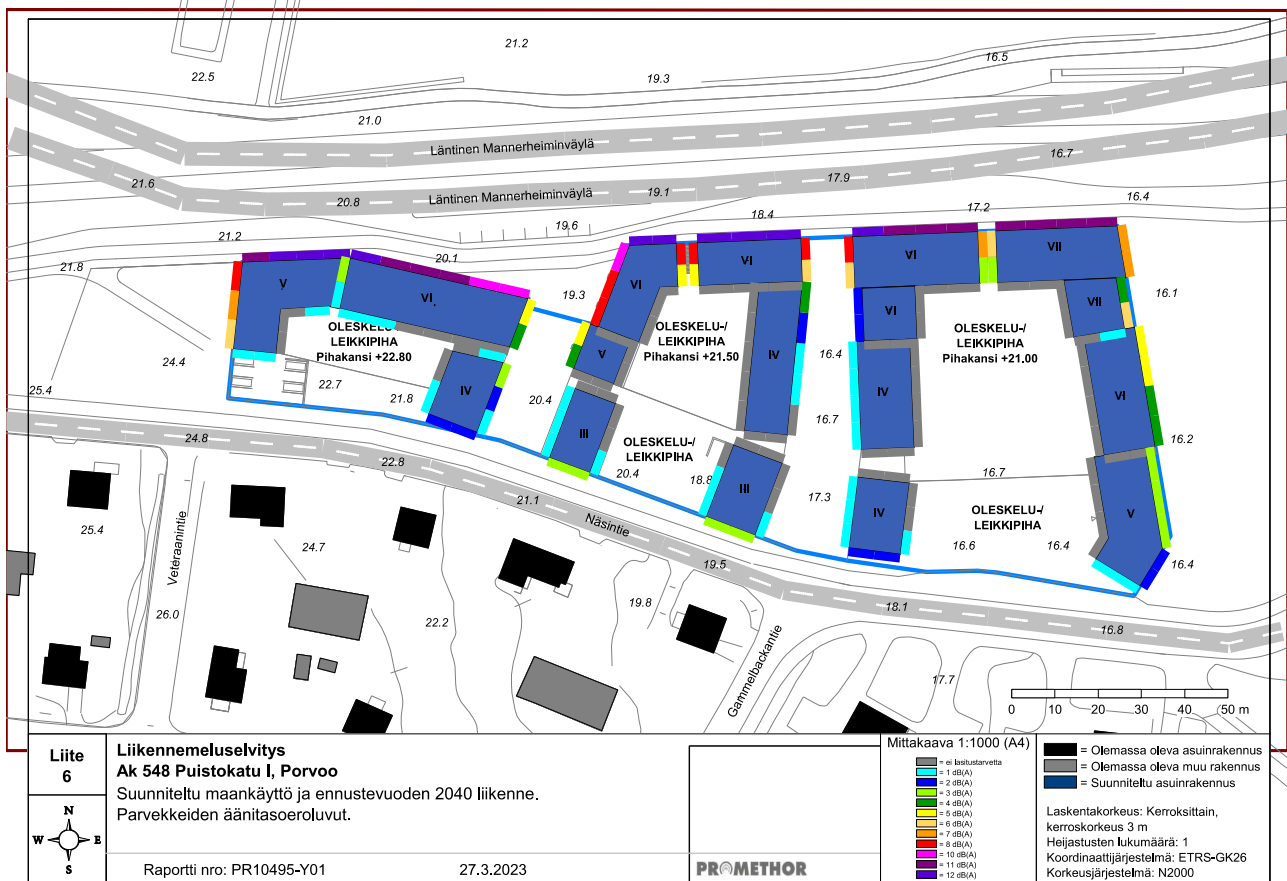 21.2
16.5
22.5
19.3
21.0
Läntinen Mannerheiminväylä
16.7
21.6
17.9
Läntinen Mannerheiminväylä
19.1
20.8
16.4
17.2
18.4
19.6
21.2
20.1
21.8
V
VI
VI
VI
VI
VII
19.3
16.1
VI
VII
OLESKELU-/
LEIKKIPIHA
Pihakansi +22.80
OLESKELU-/
LEIKKIPIHA
Pihakansi +21.50
OLESKELU-/
LEIKKIPIHA
Pihakansi +21.00
24.4
V
IV
16.4
22.7
25.4
21.8
IV
20.4
IV
VI
16.7
24.8
III
OLESKELU-/
LEIKKIPIHA
16.2
22.8
20.4
18.8
III
16.7
21.1
17.3
IV
OLESKELU-/
LEIKKIPIHA
V
Näsintie
25.4
Veteraanintie
24.7
16.6
16.4
16.4
19.5
26.0
22.2
19.8
18.1
16.8
Gammelbackantie
17.7
0 10 20 30 40 50 m
Liite
6
Liikennemeluselvitys
Ak 548 Puistokatu I, Porvoo
Suunniteltu maankäyttö ja ennustevuoden 2040 liikenne.
Parvekkeiden äänitasoeroluvut.
Raportti nro: PR10495-Y01 27.3.2023
N
W E
S
PROMETHOR
Mittakaava 1:1000 (A4)
= ei lasitustarvetta
= 1 dB(A)
= 2 dB(A)
= 3 dB(A)
= 4 dB(A)
= 5 dB(A)
= 6 dB(A)
= 7 dB(A)
= 8 dB(A)
= 10 dB(A)
= 11 dB(A)
= 12 dB(A)
= Olemassa oleva asuinrakennus
= Olemassa oleva muu rakennus
= Suunniteltu asuinrakennus
Laskentakorkeus: Kerroksittain,
kerroskorkeus 3 m
Heijastusten lukumäärä: 1
Koordinaattijärjestelmä: ETRS-GK26
Korkeusjärjestelmä: N2000